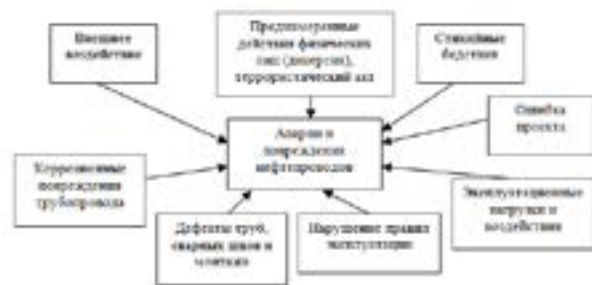 Внешнее
воздействие
Преднамеренные
действия физических
лиц (диверсия),
террористический акт
Стихийные
бедствия
Ошибка
проекта
Аварии и
повреждения
нефтепроводов
Коррозионные
повреждения
трубопровода
Дефекты труб,
сварных швов и
монтажа
Нарушение правил
эксплуатации
Эксплуатационные
нагрузки и
воздействия